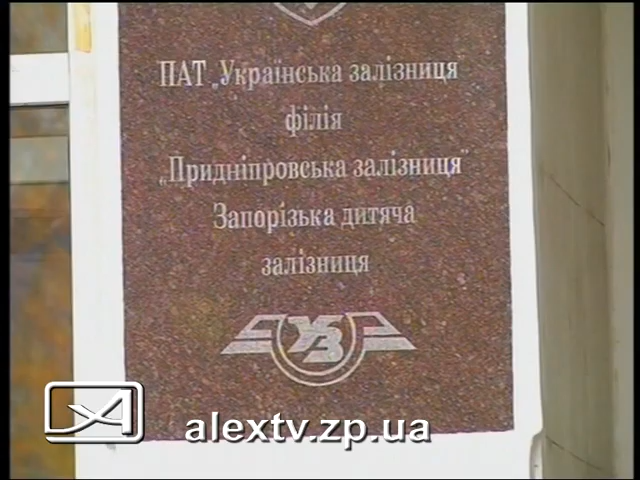 ПАТ „Українська залізниця
філія
„Придніпровська залізниця"
Запорізька дитяча
залізниця
УЗ
alextv.zp.ua